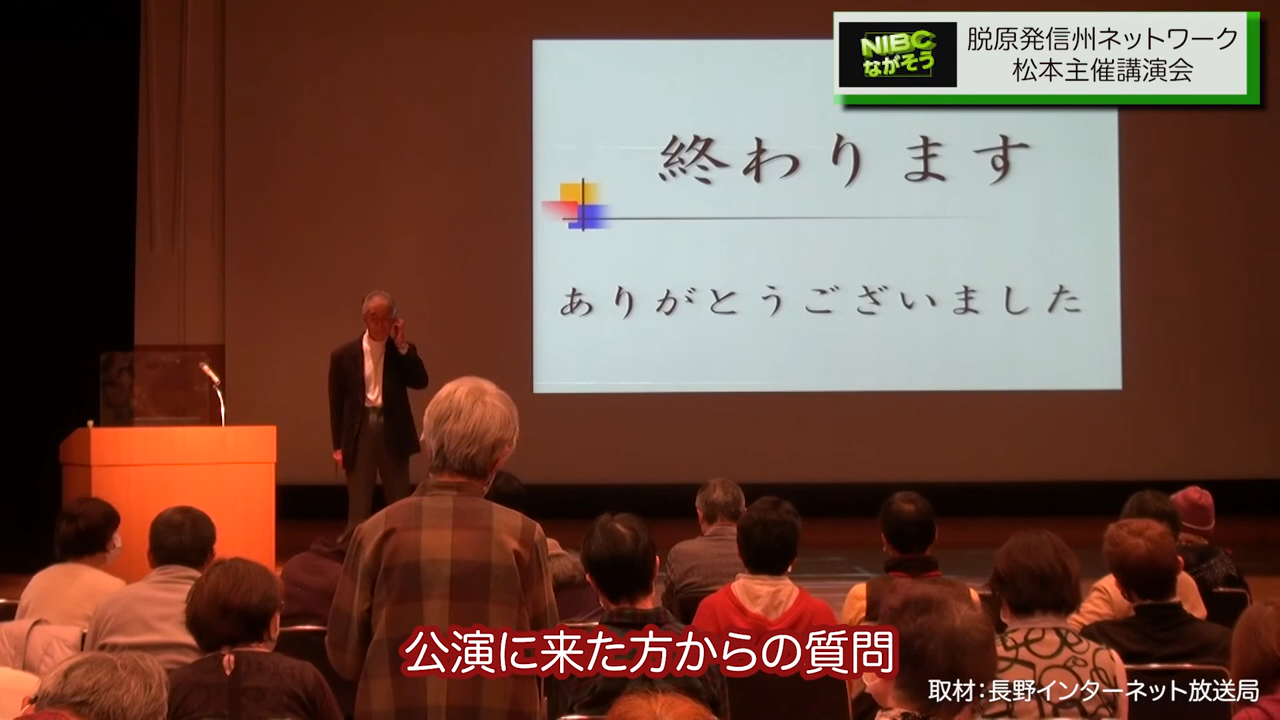 NIBC
ながそう
脱原発信州ネットワーク
松本主催講演会
終わります
ありがとうございました
公演に来た方からの質問
取材:長野インターネット放送局